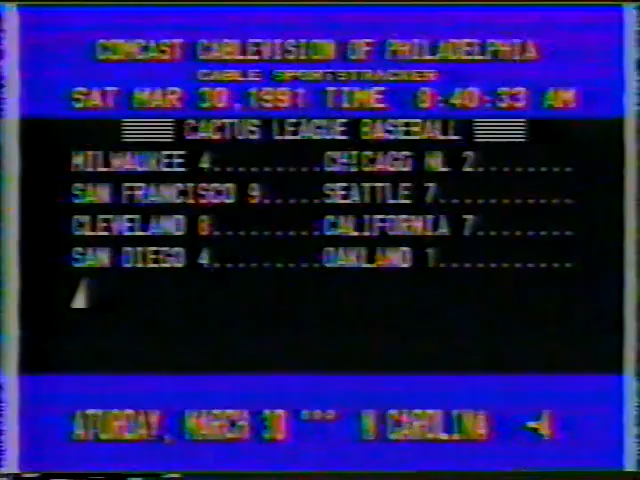 COMCAST CABLEVISION OF PHILADELPHIA
CABLE SPORTSTRACKER
SAT MAR 30,1991 TIME 8:40:33 AM
CACTUS LEAGUE BASEBALL
MILWAUKEE 4.........CHICAGO NL 2........
SAN FRANCISCO 9.....SEATTLE 7...........
CLEVELAND 8.........CALIFORNIA 7........
SAN DIEGO 4.........OAKLAND 1...........
ATURDAY, MARCH 30 *** N CAROLINA -4